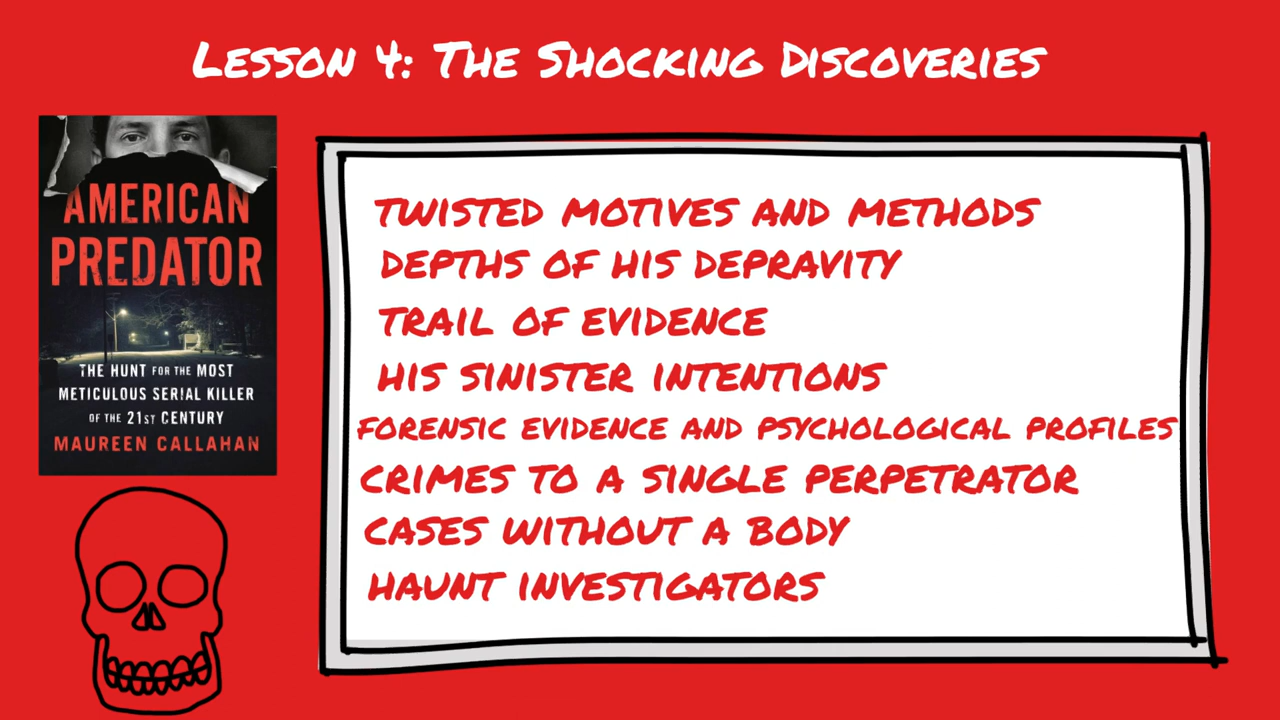 Lesson 4: The Shocking Discoveries
AMERICAN
PREDATOR
THE HUNT FOR THE MOST
METICULOUS SERIAL KILLER
OF THE 21ST CENTURY
MAUREEN CALLAHAN
TWISTED MOTIVES AND METHODS
DEPTHS OF HIS DEPRAVITY
TRAIL OF EVIDENCE
HIS SINISTER INTENTIONS
FORENSIC EVIDENCE AND PSYCHOLOGICAL PROFILES
CRIMES TO A SINGLE PERPETRATOR
CASES WITHOUT A BODY
HAUNT INVESTIGATORS